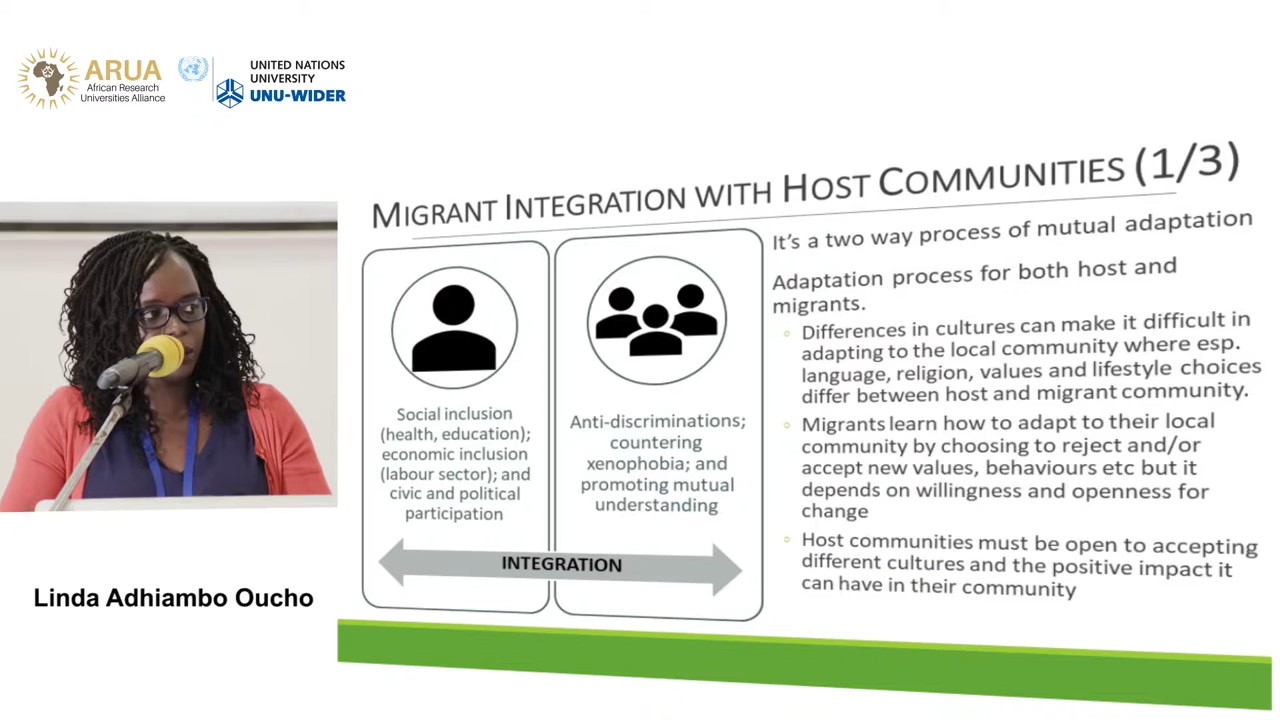 ARUA
African Research
Universities Alliance
UNITED NATIONS
UNIVERSITY
UNU-WIDER
MIGRANT INTEGRATION WITH HOST COMMUNITIES (1/3)
Social inclusion
(health, education);
economic inclusion
(labour sector); and
civic and political
participation
Anti-discriminations;
countering
xenophobia; and
promoting mutual
understanding
INTEGRATION
It's a two way process of mutual adaptation
Adaptation process for both host and
migrants.
Differences in cultures can make it difficult in
adapting to the local community where esp.
language, religion, values and lifestyle choices
differ between host and migrant community.
Migrants learn how to adapt to their local
community by choosing to reject and/or
accept new values, behaviours etc but it
depends on willingness and openness for
change
Host communities must be open to accepting
different cultures and the positive impact it
can have in their community
Linda Adhiambo Oucho